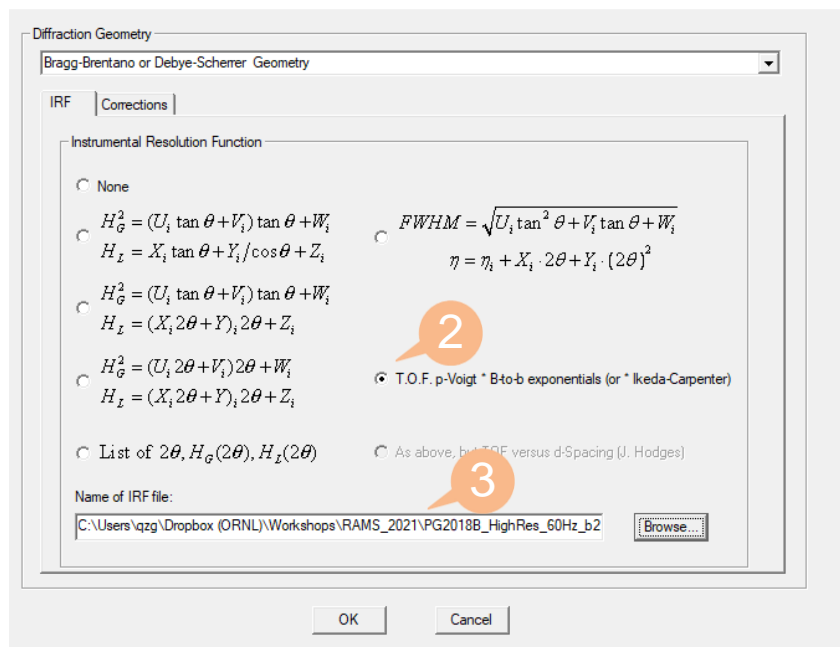 Diffraction Geometry
Bragg-Brentano or Debye-Scherrer Geometry
IRF
Corrections
Instrumental Resolution Function
None
H_G^2 = (U_i tan θ + V_i) tan θ + W_i
H_L = X_i tan θ + Y_i/cos θ + Z_i
FWHM = √(U_i tan^2 θ + V_i tan θ + W_i)
η = η_i + X_i · 2θ + Y_i · (2θ)^2
H_G^2 = (U_i tan θ + V_i) tan θ + W_i
H_L = (X_i 2θ + Y)_i 2θ + Z_i
2
H_G^2 = (U_i 2θ + V_i) 2θ + W_i
H_L = (X_i 2θ + Y)_i 2θ + Z_i
T.O.F. p-Voigt * B-to-b exponentials (or * Ikeda-Carpenter)
List of 2θ, H_G(2θ), H_L(2θ)
As above, but TOF versus d-Spacing (J. Hodges)
3
Name of IRF file:
C:\Users\qzg\Dropbox (ORNL)\Workshops\RAMS_2021\PG2018B_HighRes_60Hz_b2
Browse...
OK
Cancel